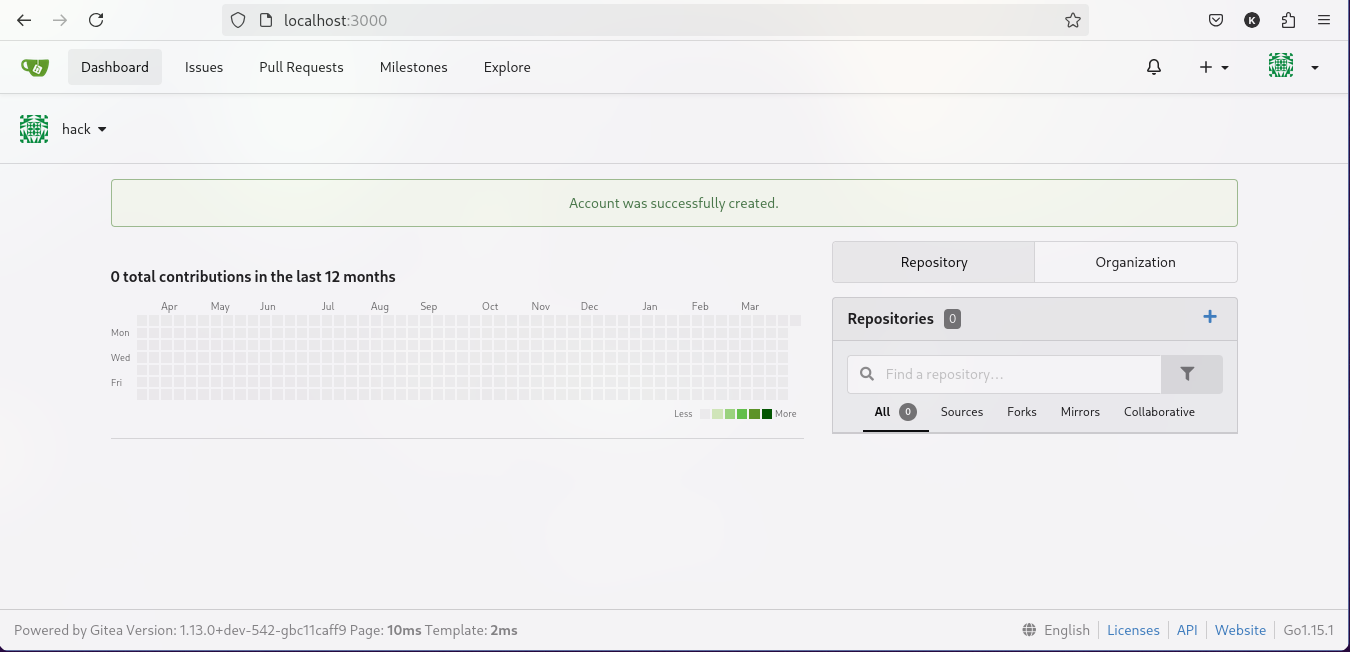 localhost:3000
K
Dashboard Issues Pull Requests Milestones Explore
hack
Account was successfully created.
Repository Organization
0 total contributions in the last 12 months
Apr May Jun Jul Aug Sep Oct Nov Dec Jan Feb Mar
Mon
Wed
Fri
Less More
Repositories 0
Find a repository...
All 0 Sources Forks Mirrors Collaborative
Powered by Gitea Version: 1.13.0+dev-542-gbc11caff9 Page: 10ms Template: 2ms
English Licenses API Website Go1.15.1